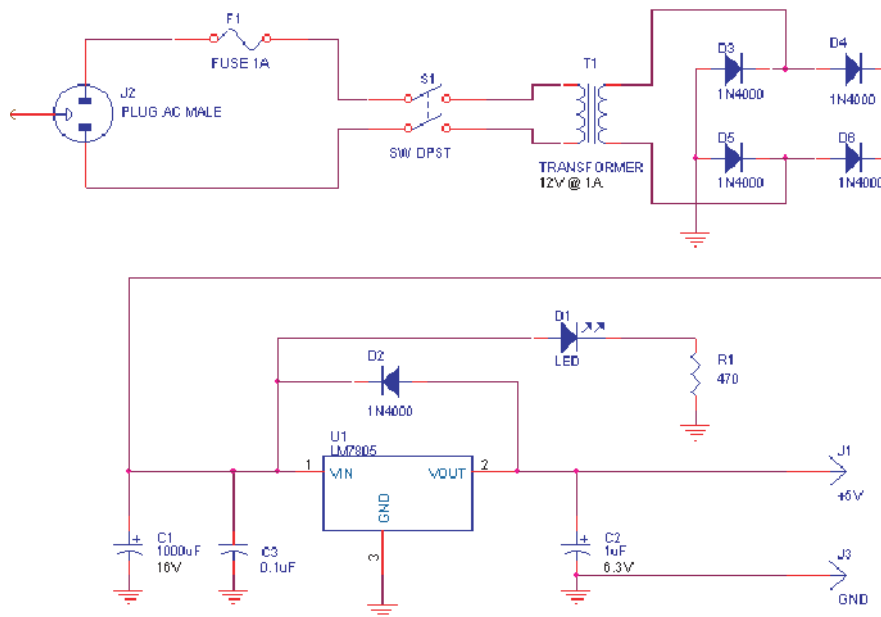 F1
FUSE 1A
J2
PLUG AC MALE
S1
SW DPST
T1
TRANSFORMER
12V @ 1A
D3
1N4000
D4
1N4000
D5
1N4000
D6
1N4000
D1
LED
R1
470
D2
1N4000
U1
LM7805
1
VIN
VOUT
2
GND
3
J1
+5V
C1
1000uF
16V
C3
0.1uF
C2
1uF
6.3V
J3
GND